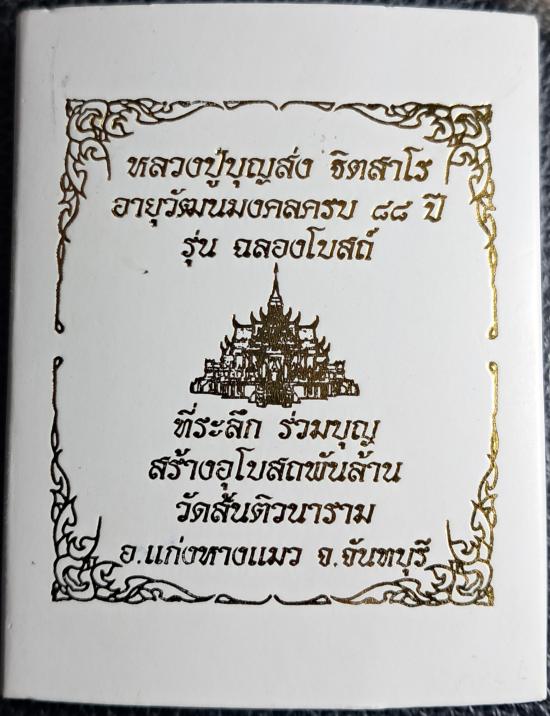 หลวงปู่บุญส่ง ฐิตสาโร
อายุวัฒนมงคลครบ ๘๘ ปี
รุ่น ฉลองโบสถ์
ที่ระลึก ร่วมบุญ
สร้างอุโบสถพันล้าน
วัดสันติวนาราม
อ.แก่งหางแมว จ.จันทบุรี